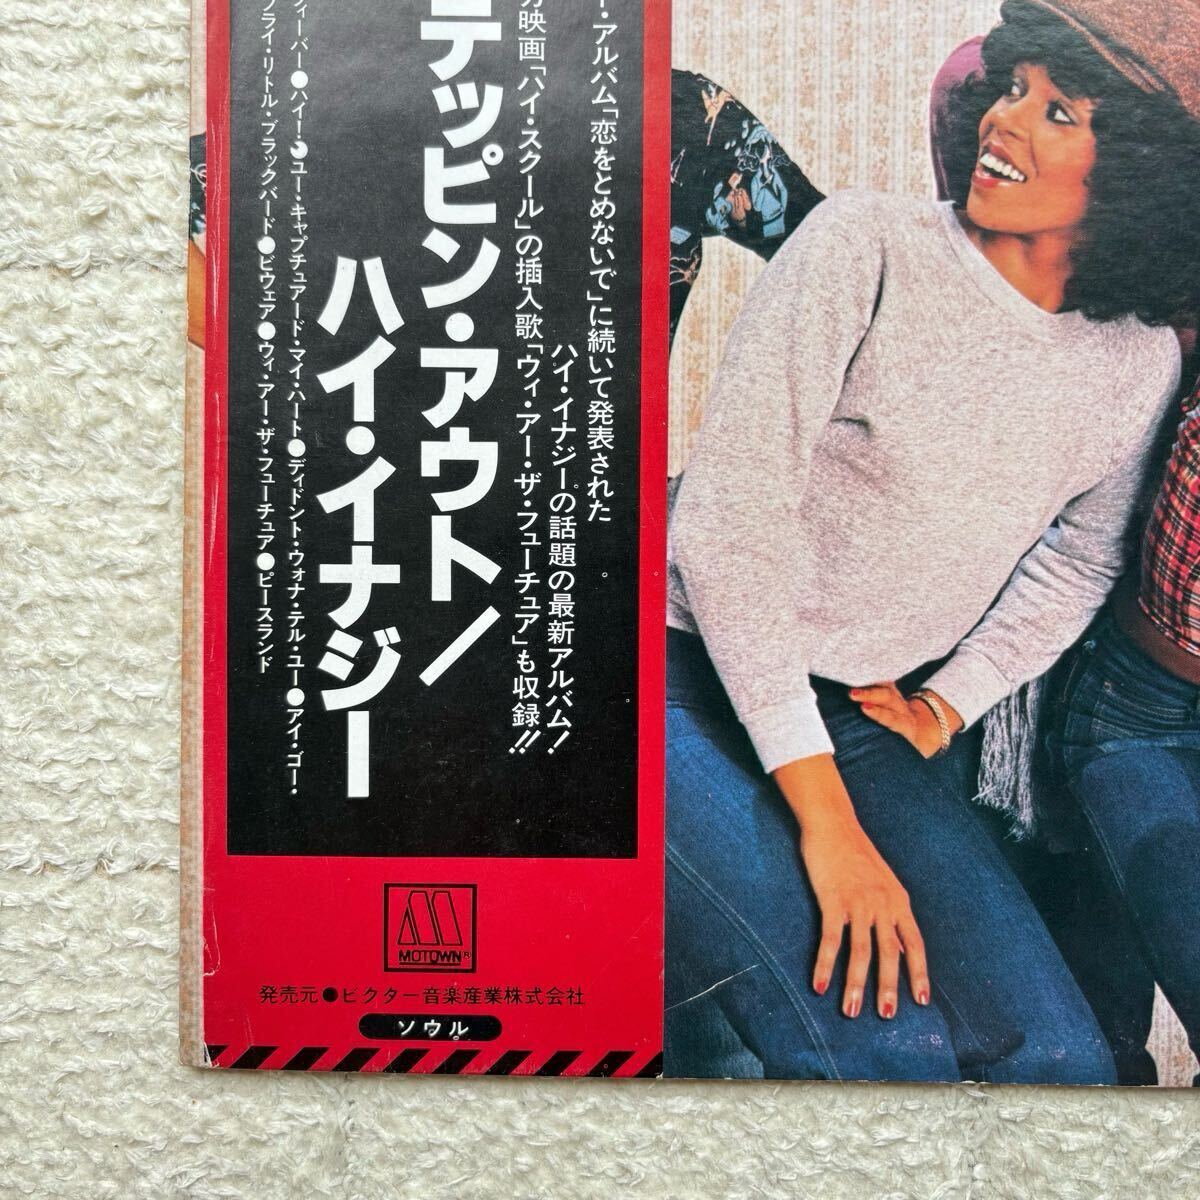 ー・アルバム「恋をとめないで」に続いて発表された
ハイ・イナジーの話題の最新アルバム！
映画「ハイ・スクール」の挿入歌「ウィ・アー・ザ・フューチュア」も収録!!
テッピン・アウト／
ハイ・イナジー
ィーバー●ハイ！●ユー・キャプチュアード・マイ・ハート●ディドント・ウォナ・テル・ユー●アイ・ゴー・
フライ・リトル・ブラックバード●ビウェア●ウィ・アー・ザ・フューチュア●ピースランド
MOTOWN®
発売元●ビクター音楽産業株式会社
ソウル